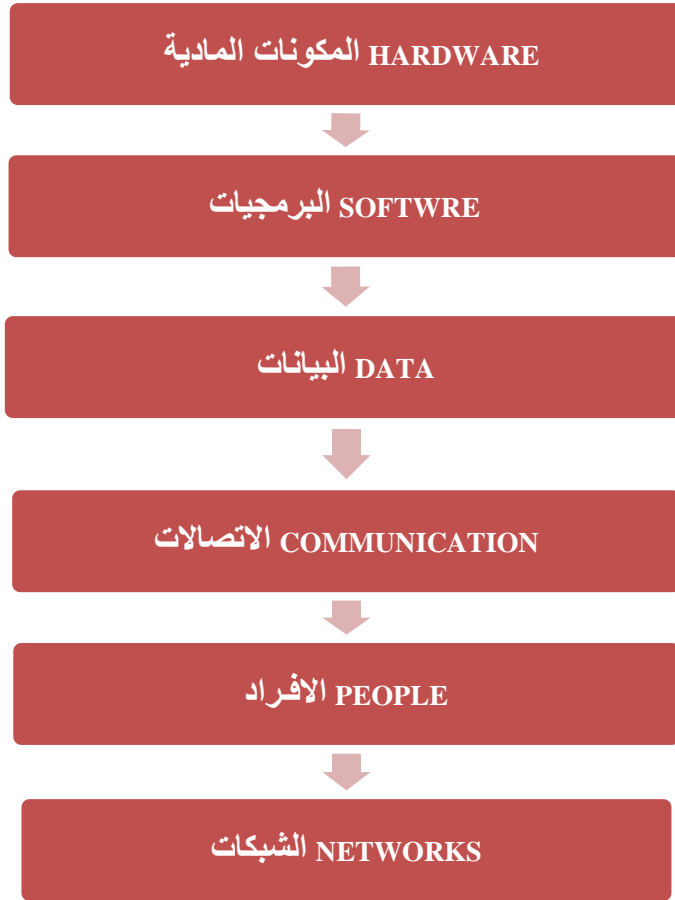 المكونات المادية HARDWARE
البرمجيات SOFTWRE
البيانات DATA
الاتصالات COMMUNICATION
الافراد PEOPLE
الشبكات NETWORKS